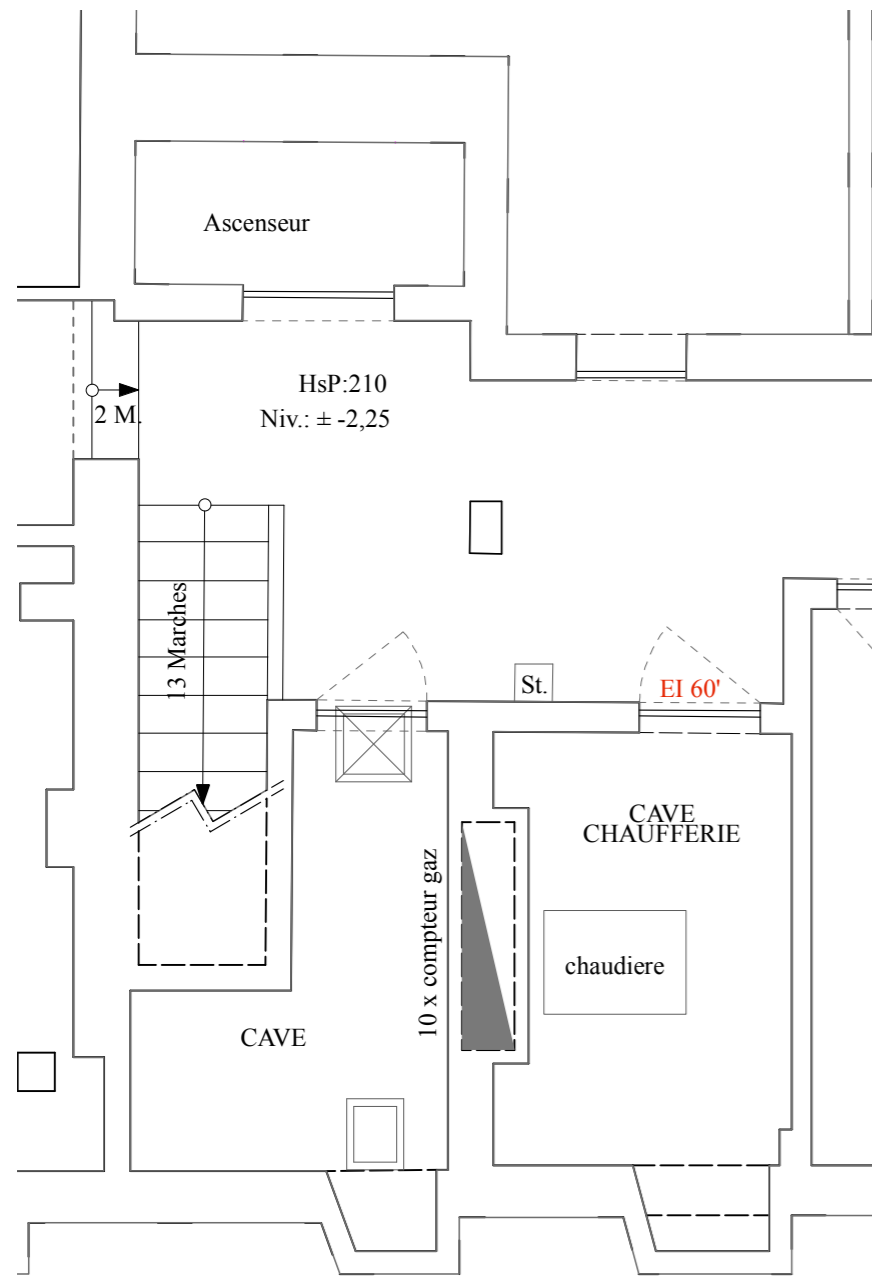 Ascenseur
HsP:210
2 M.
Niv.: ± -2,25
13 Marches
St.
EI 60'
CAVE
CHAUFFERIE
10 x compteur gaz
chaudiere
CAVE